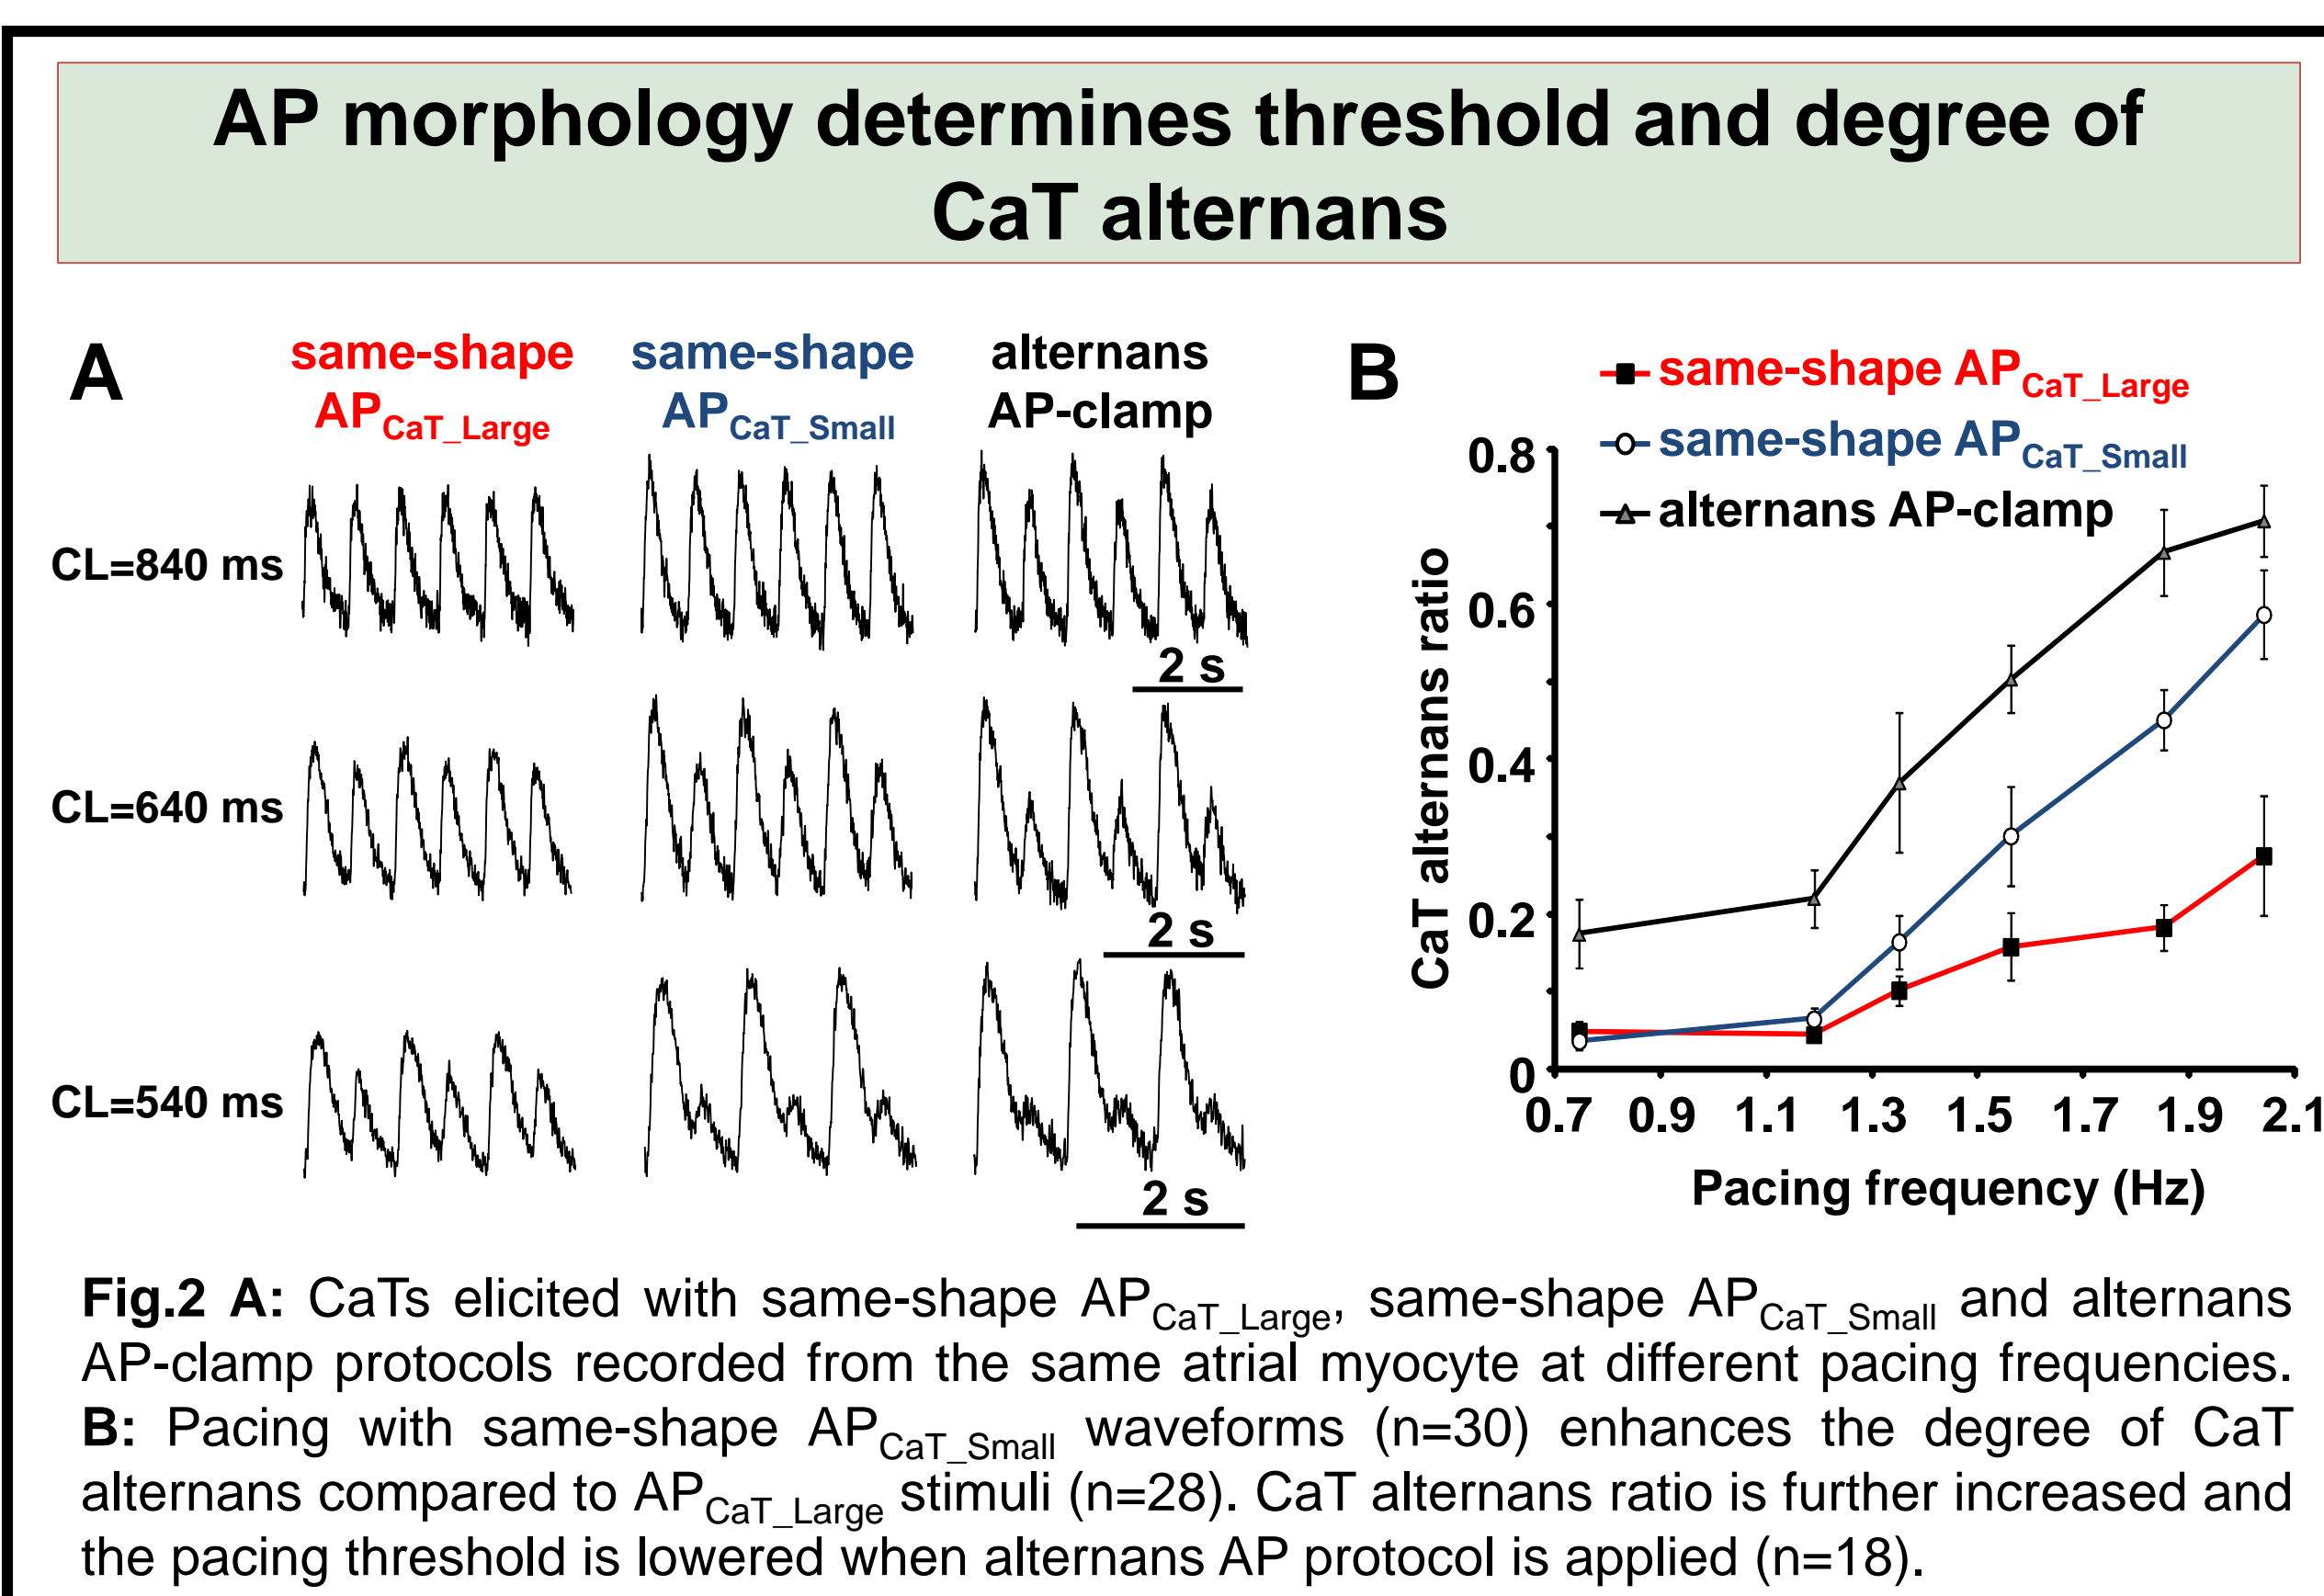 AP morphology determines threshold and degree of
CaT alternans
A
same-shape
APCaT_Large
same-shape
APCaT_Small
alternans
AP-clamp
CL=840 ms
2 s
CL=640 ms
2 s
CL=540 ms
2 s
B
same-shape APCaT_Large
same-shape APCaT_Small
alternans AP-clamp
CaT alternans ratio
0.8
0.6
0.4
0.2
0
0.7 0.9 1.1 1.3 1.5 1.7 1.9 2.1
Pacing frequency (Hz)
Fig.2 A: CaTs elicited with same-shape APCaT_Large, same-shape APCaT_Small and alternans
AP-clamp protocols recorded from the same atrial myocyte at different pacing frequencies.
B: Pacing with same-shape APCaT_Small waveforms (n=30) enhances the degree of CaT
alternans compared to APCaT_Large stimuli (n=28). CaT alternans ratio is further increased and
the pacing threshold is lowered when alternans AP protocol is applied (n=18).